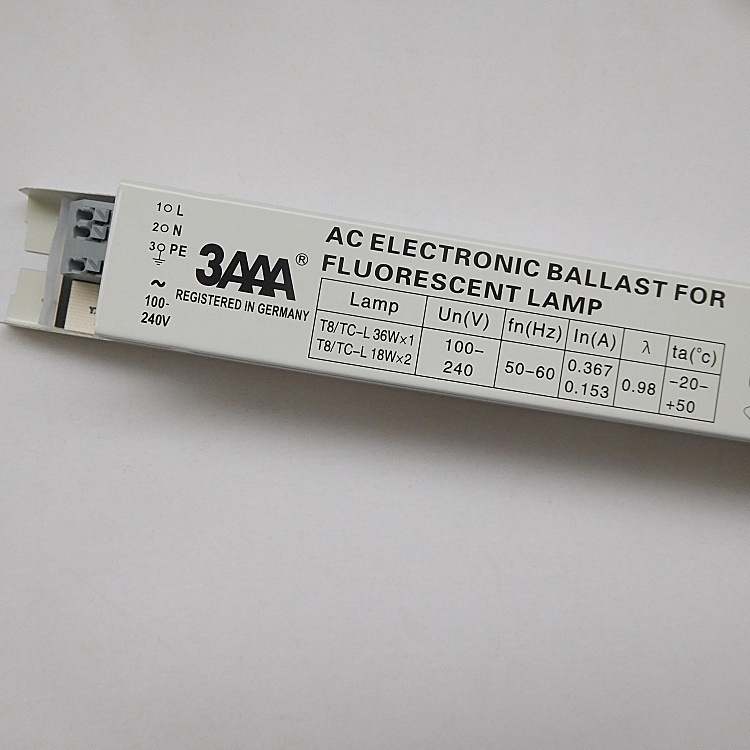 1 L
2 N
3 PE
~
100-
240V
3AAA®
REGISTERED IN GERMANY
AC ELECTRONIC BALLAST FOR
FLUORESCENT LAMP
Lamp Un(V) fn(Hz) In(A) λ ta(°c)
T8/TC-L 36W×1 100- 50-60 0.367 0.98 -20-
T8/TC-L 18W×2 240 0.153 +50